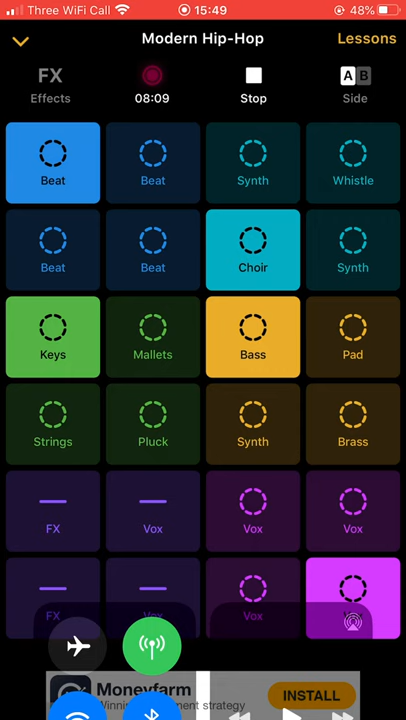 Three WiFi Call 15:49 48%
Modern Hip-Hop Lessons
FX A B
Effects 08:09 Stop Side
Beat Beat Synth Whistle
Beat Beat Choir Synth
Keys Mallets Bass Pad
Strings Pluck Synth Brass
FX Vox Vox Vox
FX Vox Vox
Moneyfarm INSTALL